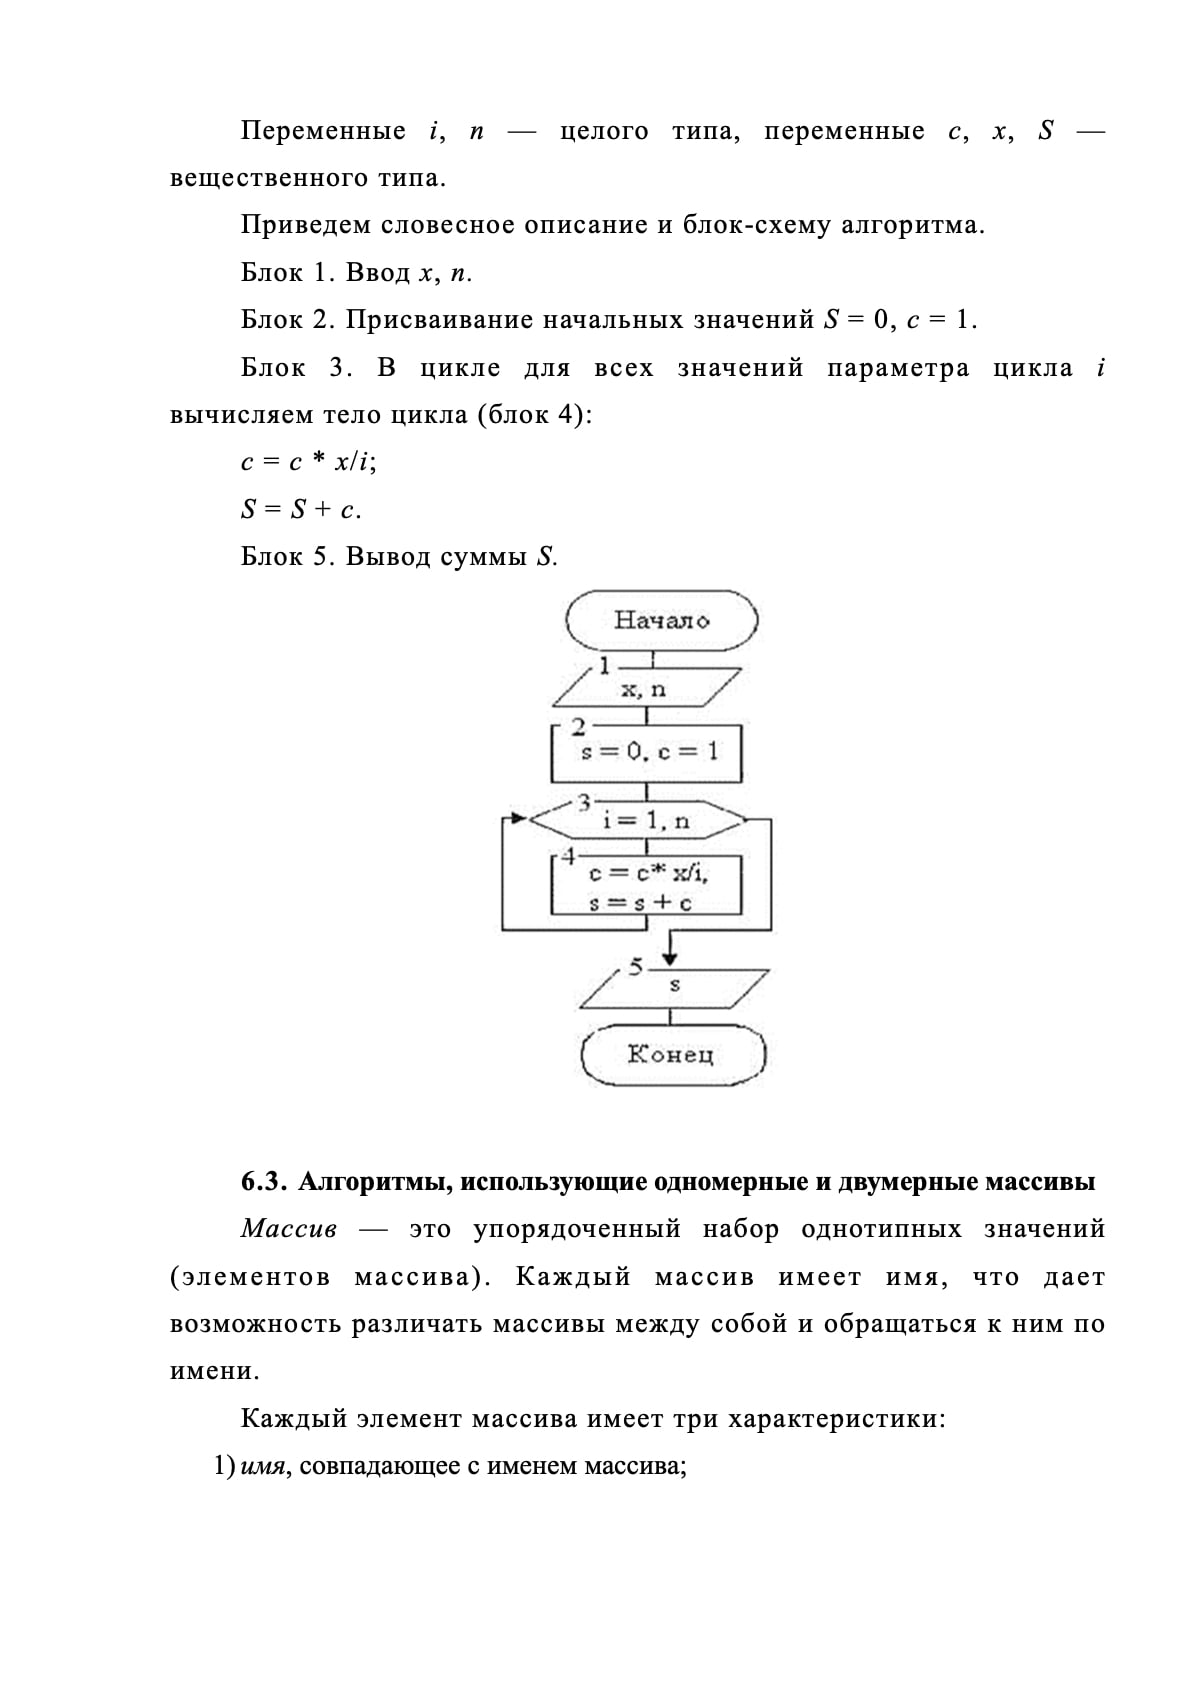 Переменные i, n — целого типа, переменные c, x, S —
вещественного типа.
Приведем словесное описание и блок-схему алгоритма.
Блок 1. Ввод x, n.
Блок 2. Присваивание начальных значений S = 0, c = 1.
Блок 3. В цикле для всех значений параметра цикла i
вычисляем тело цикла (блок 4):
c = c * x/i;
S = S + c.
Блок 5. Вывод суммы S.
Начало
1
x, n
2
s = 0, c = 1
3
i = 1, n
4
c = c* x/i,
s = s + c
5
s
Конец
6.3. Алгоритмы, использующие одномерные и двумерные массивы
Массив — это упорядоченный набор однотипных значений
(элементов массива). Каждый массив имеет имя, что дает
возможность различать массивы между собой и обращаться к ним по
имени.
Каждый элемент массива имеет три характеристики:
1) имя, совпадающее с именем массива;